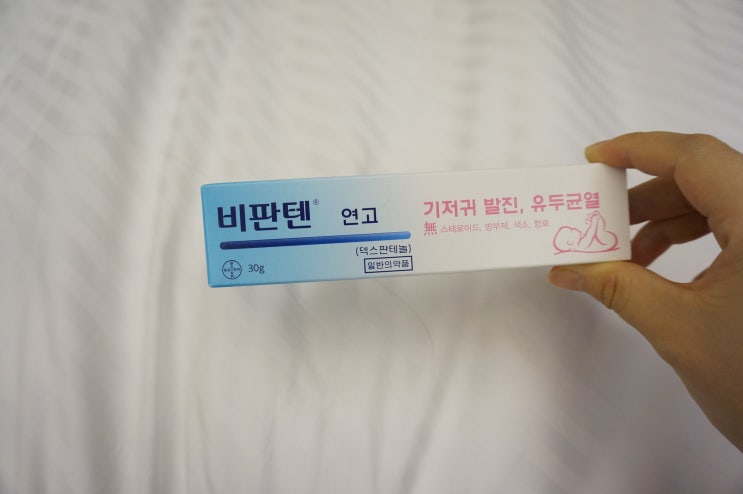 비판텐® 연고
(덱스판테놀)
일반의약품
BAYER 30g
기저귀 발진, 유두균열
無 스테로이드, 방부제, 색소, 향료